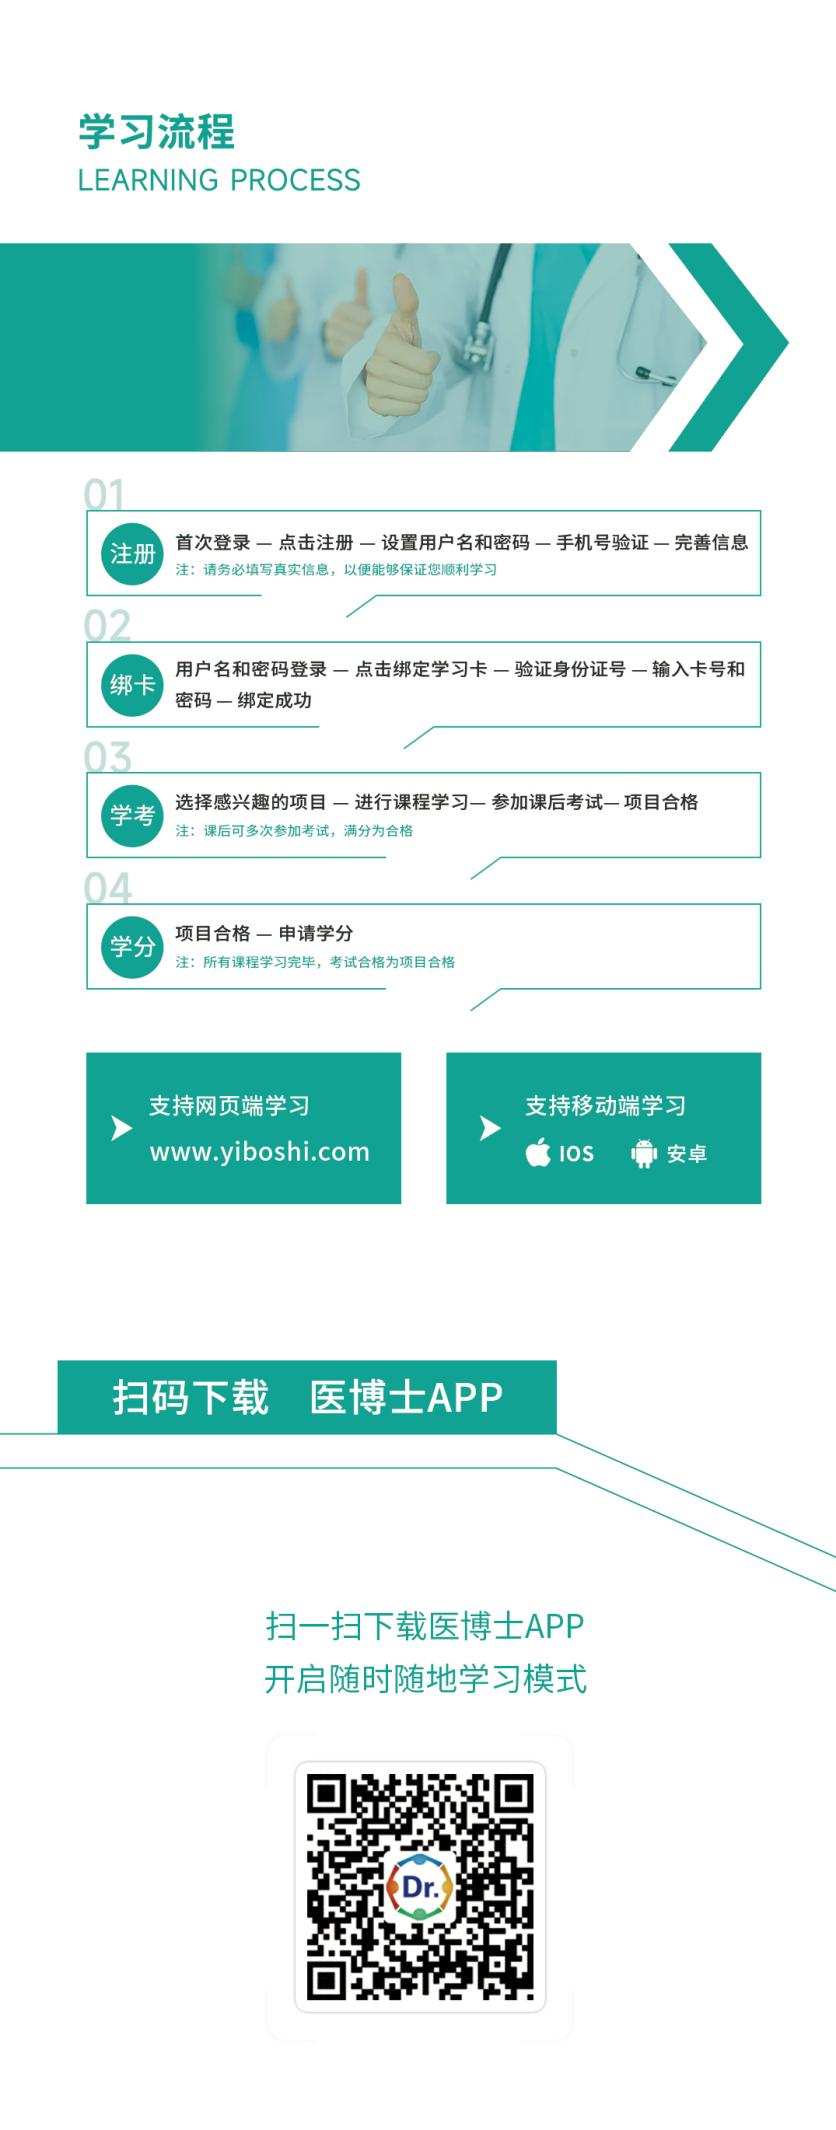 学习流程
LEARNING PROCESS
01
注册
首次登录 — 点击注册 — 设置用户名和密码 — 手机号验证 — 完善信息
注：请务必填写真实信息，以便能够保证您顺利学习
02
绑卡
用户名和密码登录 — 点击绑定学习卡 — 验证身份证号 — 输入卡号和
密码 — 绑定成功
03
学考
选择感兴趣的项目 — 进行课程学习— 参加课后考试— 项目合格
注：课后可多次参加考试，满分为合格
04
学分
项目合格 — 申请学分
注：所有课程学习完毕，考试合格为项目合格
支持网页端学习
www.yiboshi.com
支持移动端学习
IOS 安卓
扫码下载 医博士APP
扫一扫下载医博士APP
开启随时随地学习模式
Dr.